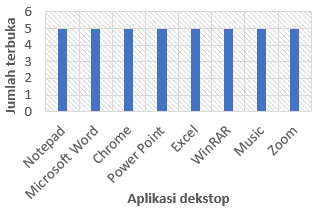 Jumlah terbuka
6
5
4
3
2
1
0
Notepad
Microsoft Word
Chrome
Power Point
Excel
WinRAR
Music
Zoom
Aplikasi dekstop